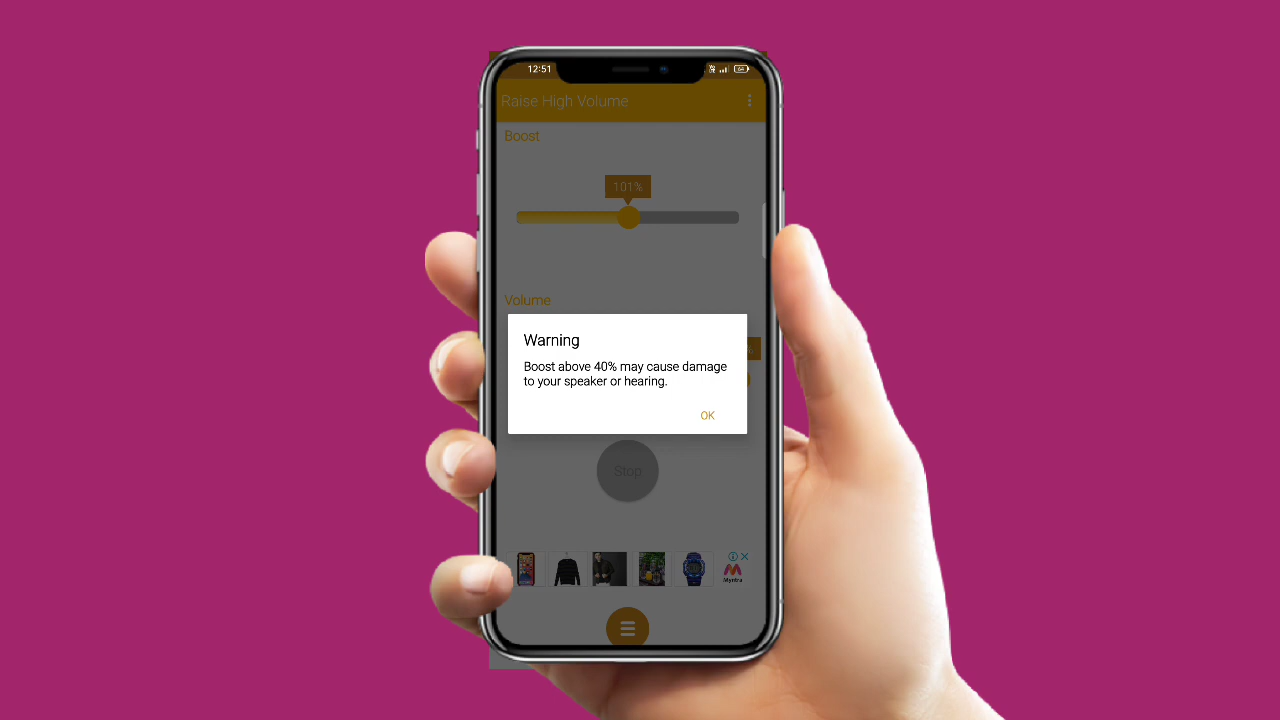 12:51
Raise High Volume
Boost
101%
Volume
Warning
Boost above 40% may cause damage
to your speaker or hearing.
OK
Stop
Myntra